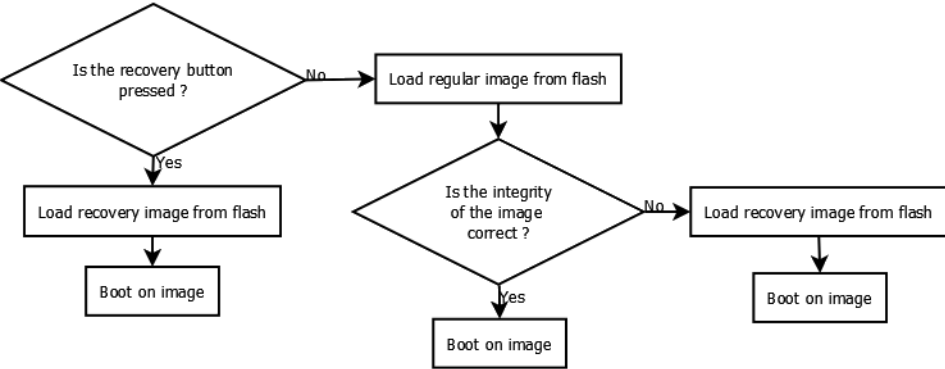 Is the recovery button
pressed ?
No
Load regular image from flash
Yes
Load recovery image from flash
Boot on image
Is the integrity
of the image
correct ?
No
Load recovery image from flash
Boot on image
Yes
Boot on image